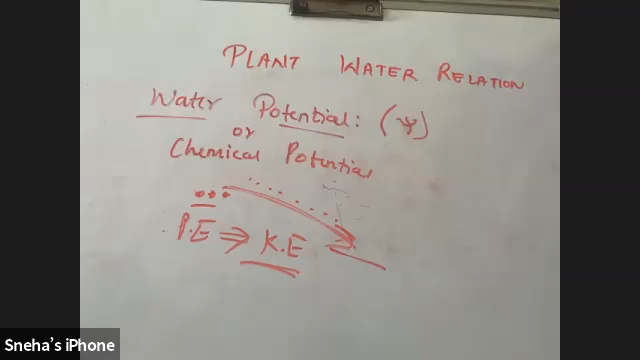 PLANT WATER RELATION
Water Potential: (Ψ)
or
Chemical Potential
P.E ⇒ K.E
Sneha's iPhone